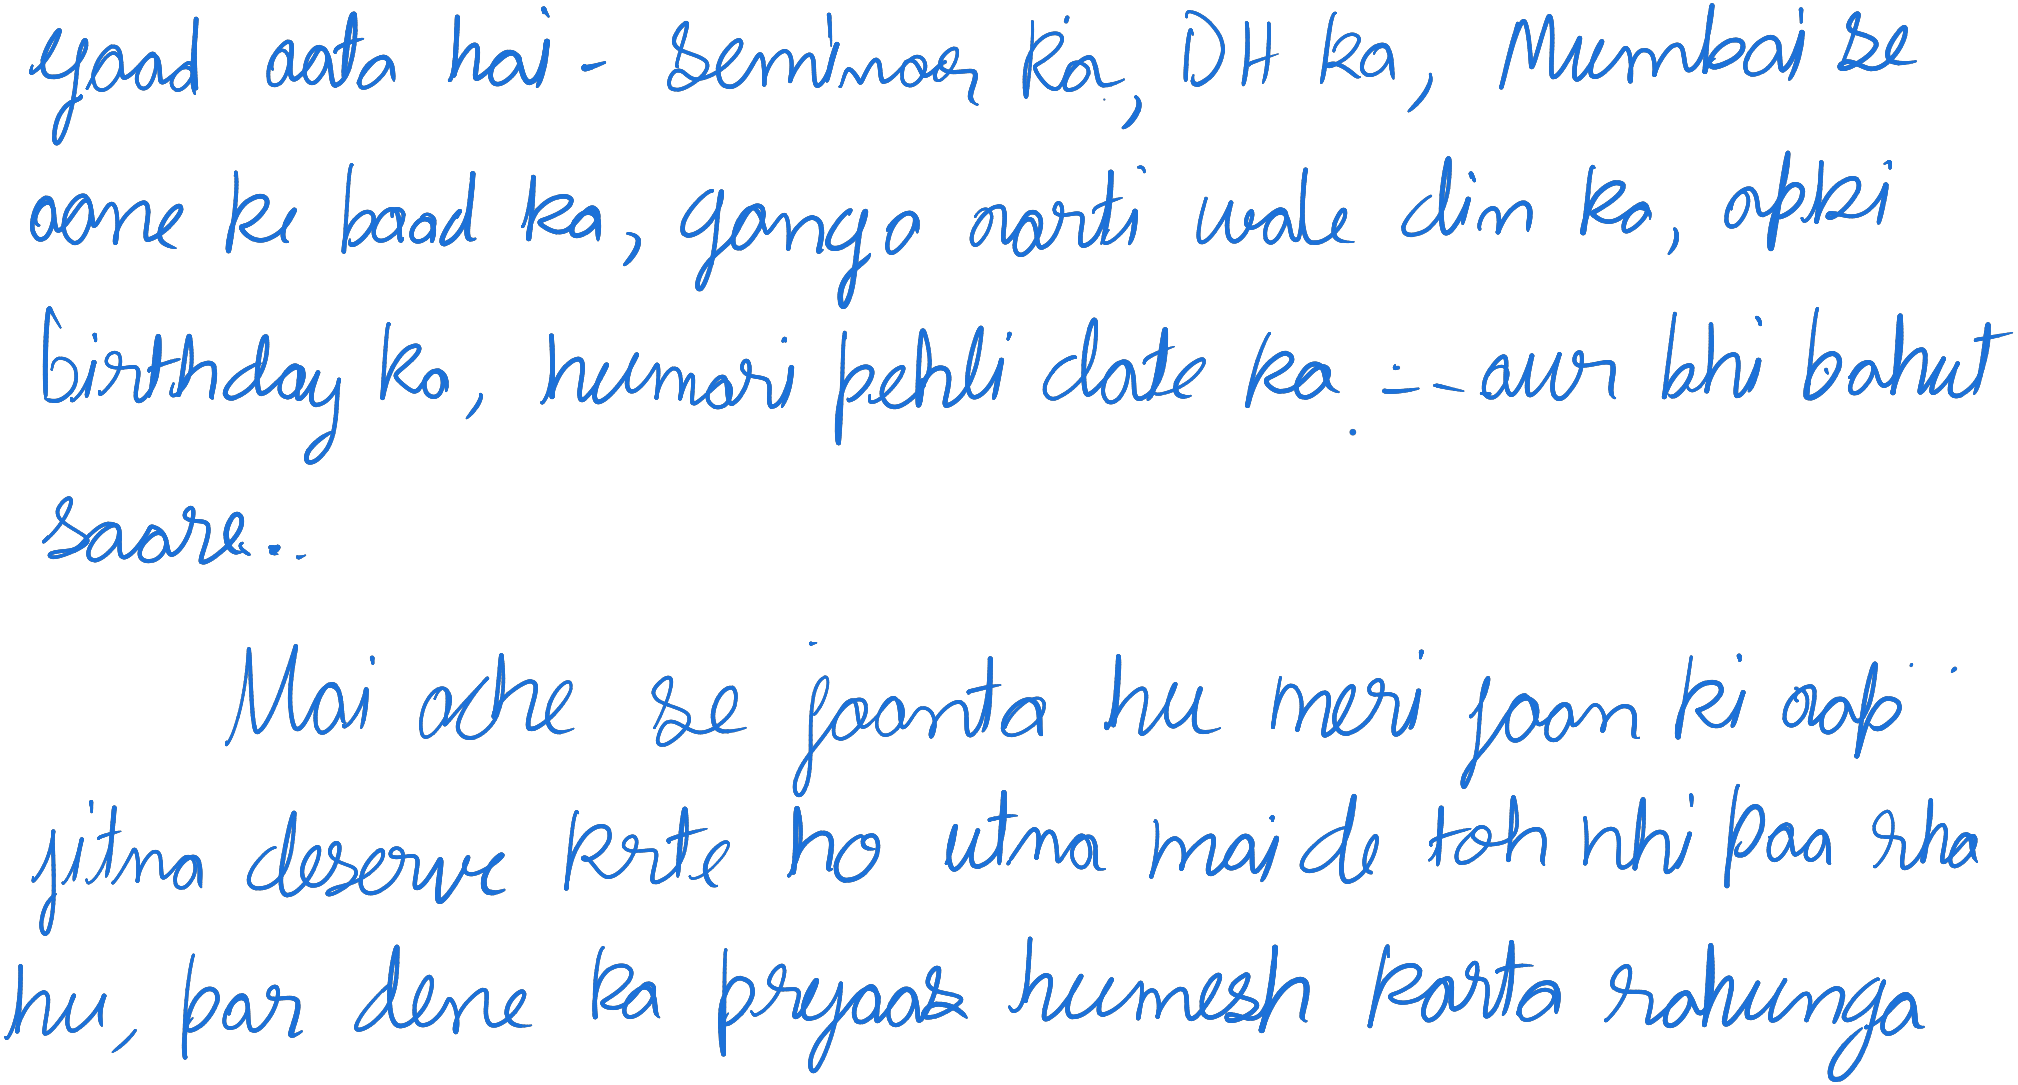 yaad aata hai - seminar ka, DH ka, Mumbai se
aane ke baad ka, ganga aarti wale din ka, apki
birthday ka, humari pehli date ka -- aur bhi bahut
saare..
Mai ache se jaanta hu meri jaan ki aap
jitna deserve krte ho utna mai de toh nhi paa rha
hu, par dene ka pryaas humesh karta rahunga